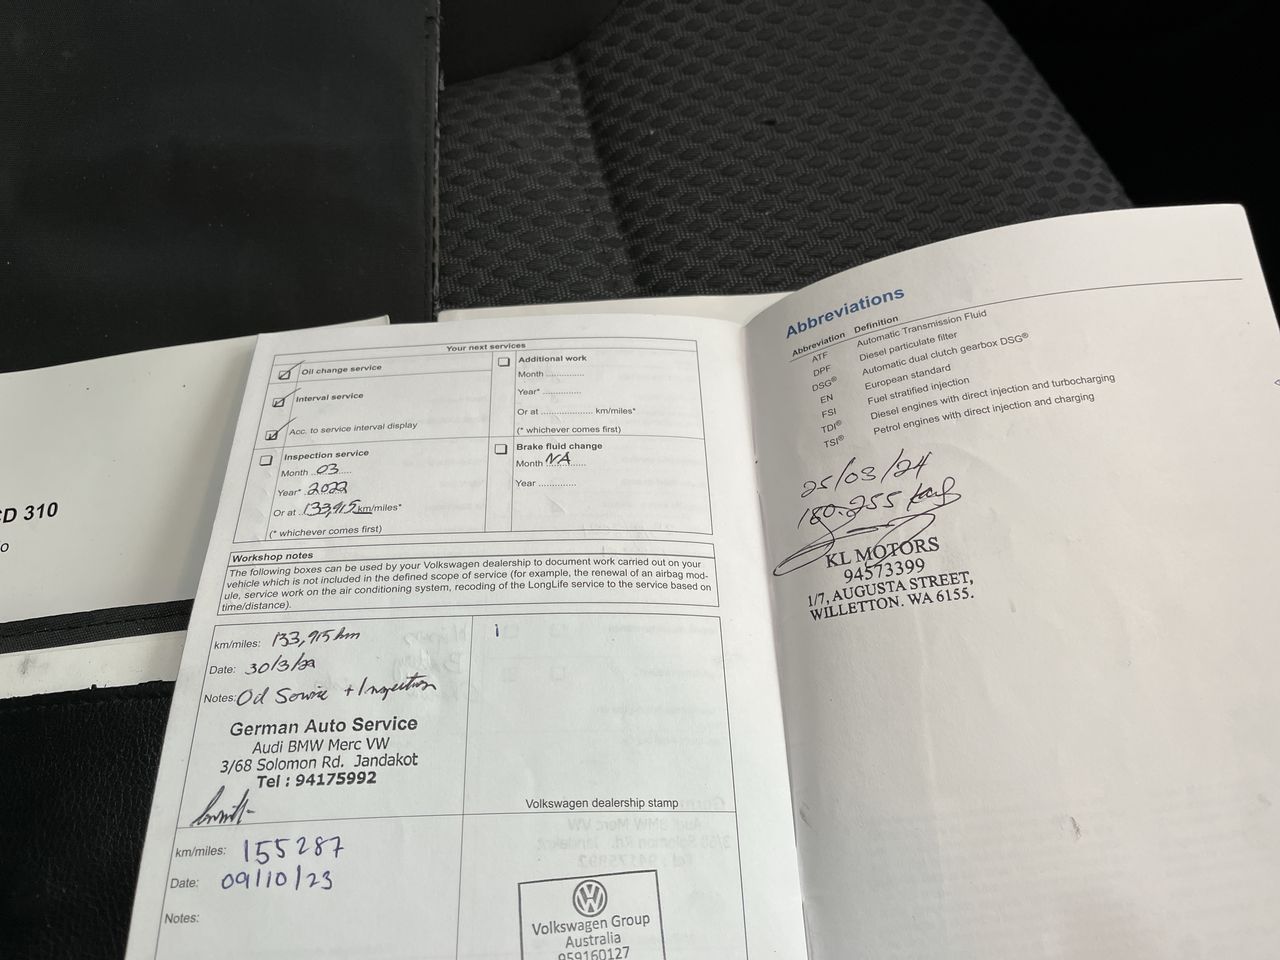 CD 310
Your next services
Oil change service
Interval service
Acc. to service interval display
Inspection service
Month 03
Year* 2022
Or at 133,915 km/miles*
(* whichever comes first)
Additional work
Month ..............
Year* ..............
Or at ................... km/miles*
(* whichever comes first)
Brake fluid change
Month NA
Year .............
Workshop notes
The following boxes can be used by your Volkswagen dealership to document work carried out on your
vehicle which is not included in the defined scope of service (for example, the renewal of an airbag mod-
ule, service work on the air conditioning system, recoding of the LongLife service to the service based on
time/distance).
km/miles: 133,915 km
Date: 30/3/22
Notes: Oil Service + Inspection
German Auto Service
Audi BMW Merc VW
3/68 Solomon Rd. Jandakot
Tel : 94175992
Volkswagen dealership stamp
km/miles: 155287
Date: 09/10/23
Notes:
Volkswagen Group
Australia
959160127
Abbreviations
Abbreviation Definition
ATF Automatic Transmission Fluid
DPF Diesel particulate filter
DSG® Automatic dual clutch gearbox DSG®
EN European standard
FSI Fuel stratified injection
TDI® Diesel engines with direct injection and turbocharging
TSI® Petrol engines with direct injection and charging
25/03/24
180.255
KL MOTORS
94573399
1/7, AUGUSTA STREET,
WILLETTON. WA 6155.